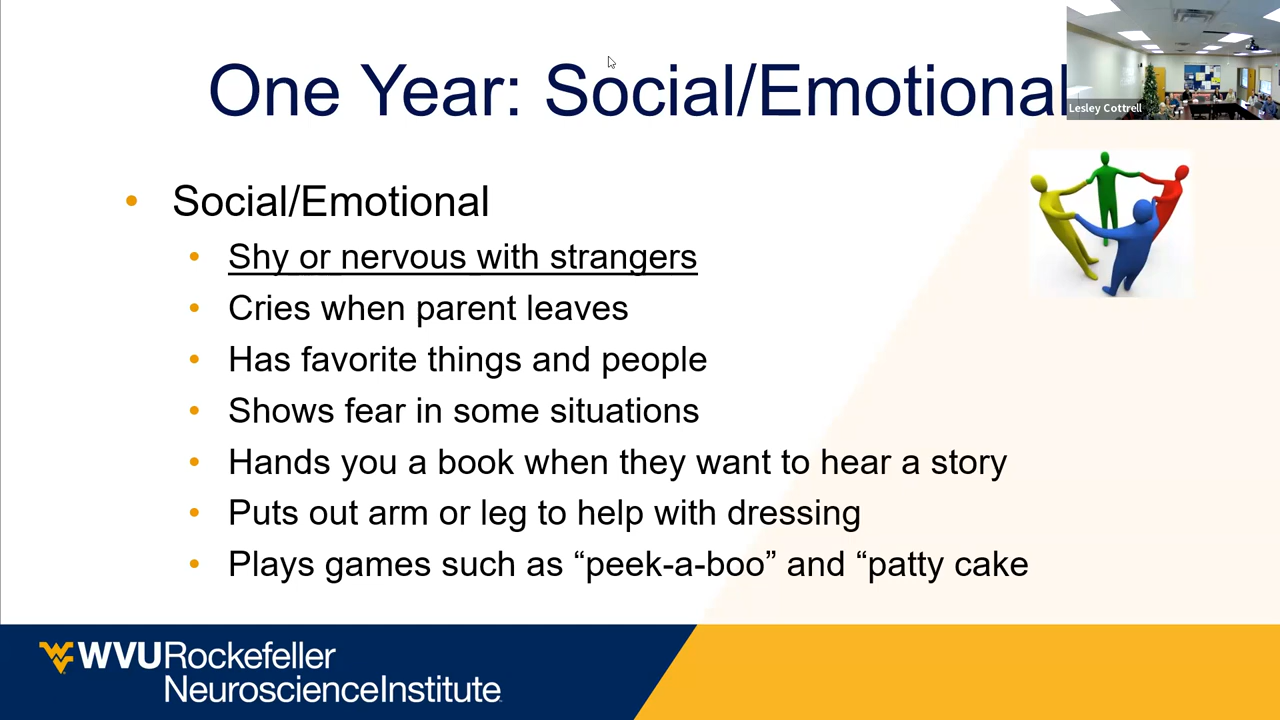 One Year: Social/Emotional
Lesley Cottrell
• Social/Emotional
• Shy or nervous with strangers
• Cries when parent leaves
• Has favorite things and people
• Shows fear in some situations
• Hands you a book when they want to hear a story
• Puts out arm or leg to help with dressing
• Plays games such as “peek-a-boo” and “patty cake
WVU Rockefeller
NeuroscienceInstitute